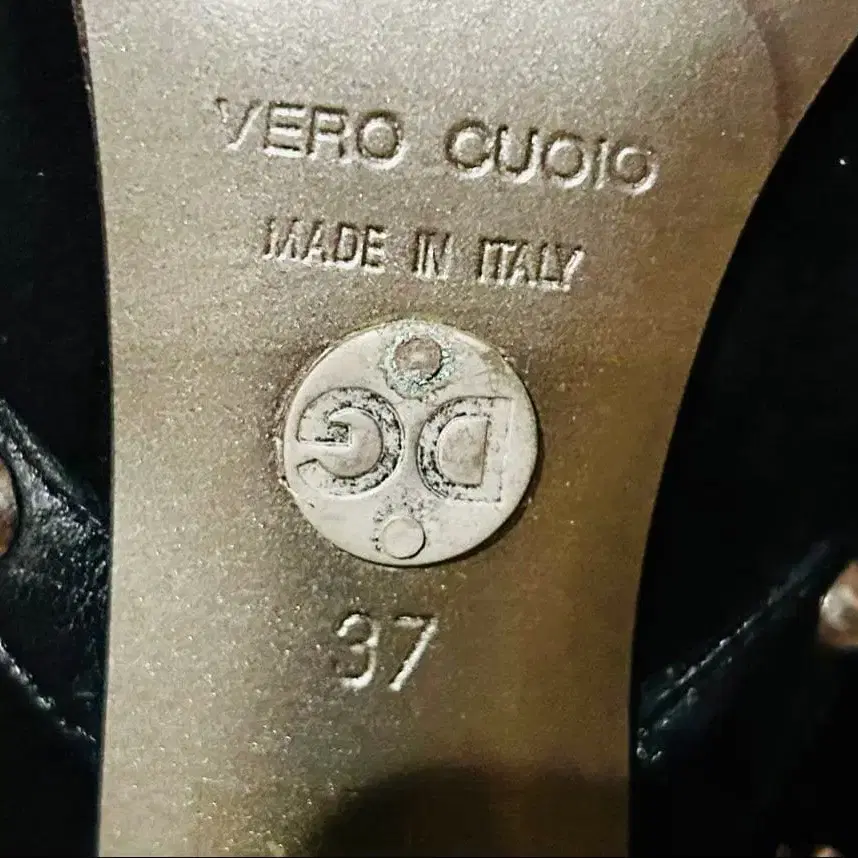 VERO CUOIO
MADE IN ITALY
DG
37